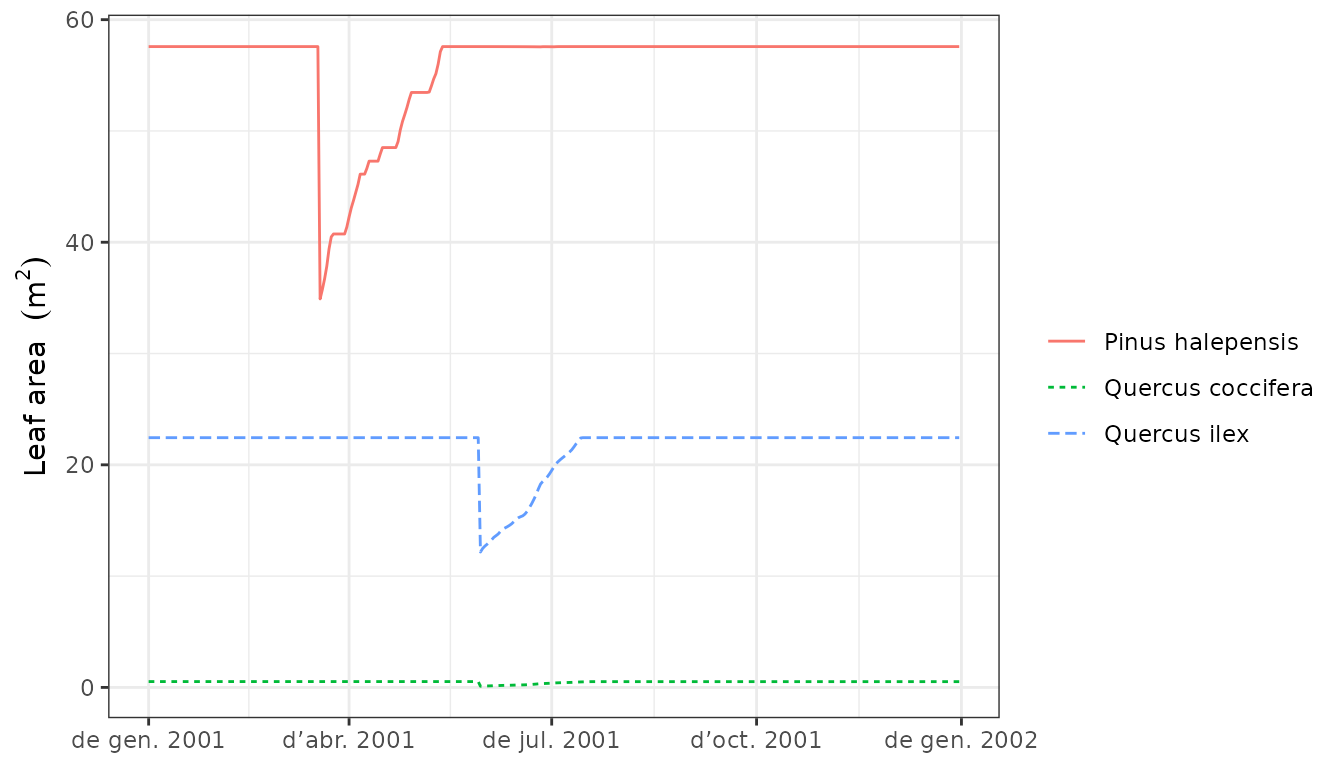 60
40
20
0
Leaf area (m²)
de gen. 2001
d’abr. 2001
de jul. 2001
d’oct. 2001
de gen. 2002
Pinus halepensis
Quercus coccifera
Quercus ilex